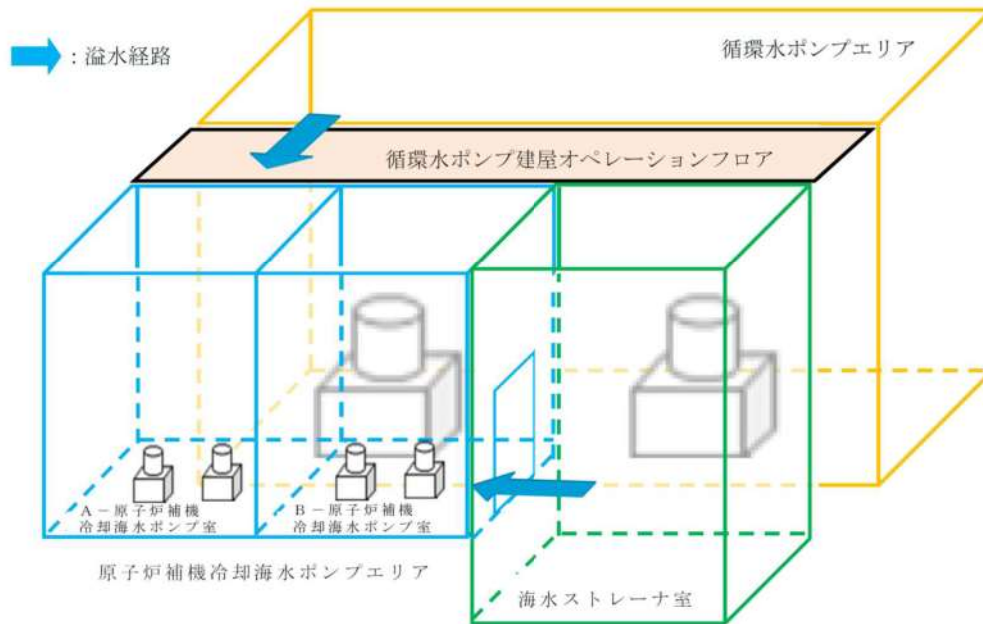 ：溢水経路
循環水ポンプエリア
循環水ポンプ建屋オペレーションフロア
A－原子炉補機
冷却海水ポンプ室
B－原子炉補機
冷却海水ポンプ室
原子炉補機冷却海水ポンプエリア
海水ストレーナ室